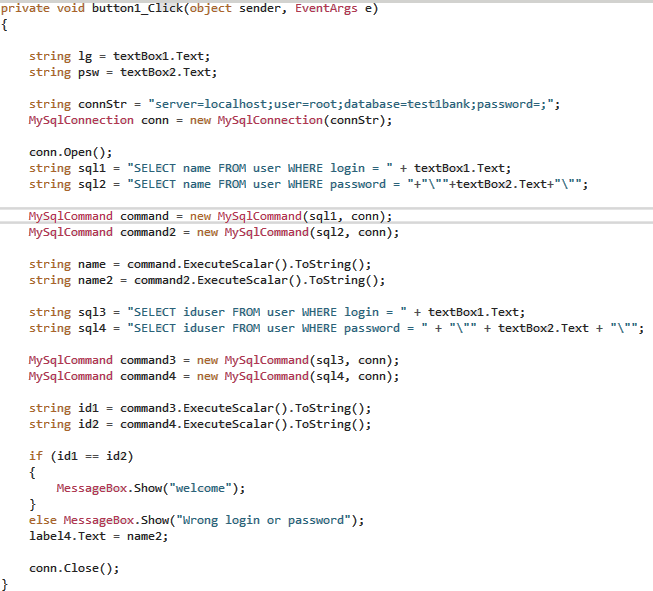 private void button1_Click(object sender, EventArgs e)
{
string lg = textBox1.Text;
string psw = textBox2.Text;
string connStr = "server=localhost;user=root;database=test1bank;password=;";
MySqlConnection conn = new MySqlConnection(connStr);
conn.Open();
string sql1 = "SELECT name FROM user WHERE login = " + textBox1.Text;
string sql2 = "SELECT name FROM user WHERE password = "+"\""+textBox2.Text+"\"";
MySqlCommand command = new MySqlCommand(sql1, conn);
MySqlCommand command2 = new MySqlCommand(sql2, conn);
string name = command.ExecuteScalar().ToString();
string name2 = command2.ExecuteScalar().ToString();
string sql3 = "SELECT iduser FROM user WHERE login = " + textBox1.Text;
string sql4 = "SELECT iduser FROM user WHERE password = " + "\"" + textBox2.Text + "\"";
MySqlCommand command3 = new MySqlCommand(sql3, conn);
MySqlCommand command4 = new MySqlCommand(sql4, conn);
string id1 = command3.ExecuteScalar().ToString();
string id2 = command4.ExecuteScalar().ToString();
if (id1 == id2)
{
MessageBox.Show("welcome");
}
else MessageBox.Show("Wrong login or password");
label4.Text = name2;
conn.Close();
}